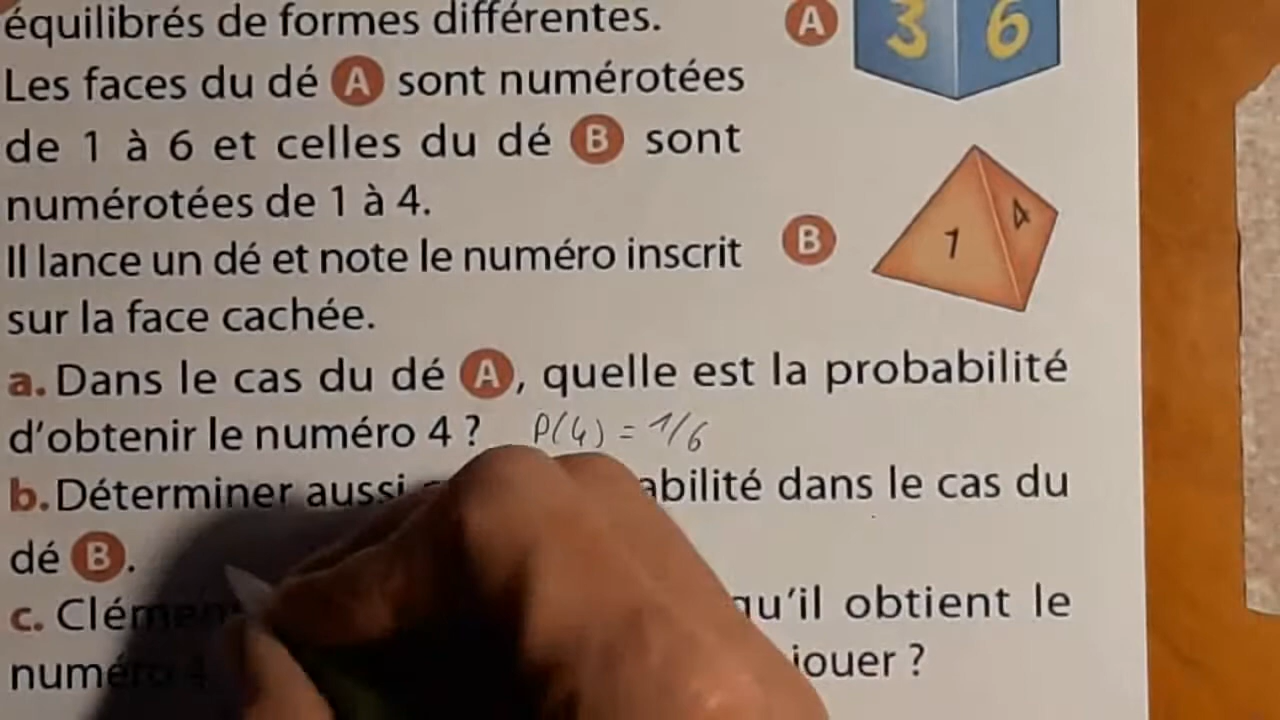 équilibrés de formes différentes.
A
3 6
Les faces du dé A sont numérotées
de 1 à 6 et celles du dé B sont
numérotées de 1 à 4.
1 4
Il lance un dé et note le numéro inscrit
B
sur la face cachée.
a. Dans le cas du dé A, quelle est la probabilité
d'obtenir le numéro 4 ? P(4) = 1/6
b. Déterminer aussi abilité dans le cas du
dé B.
c. Clément qu'il obtient le
numéro 4 jouer ?